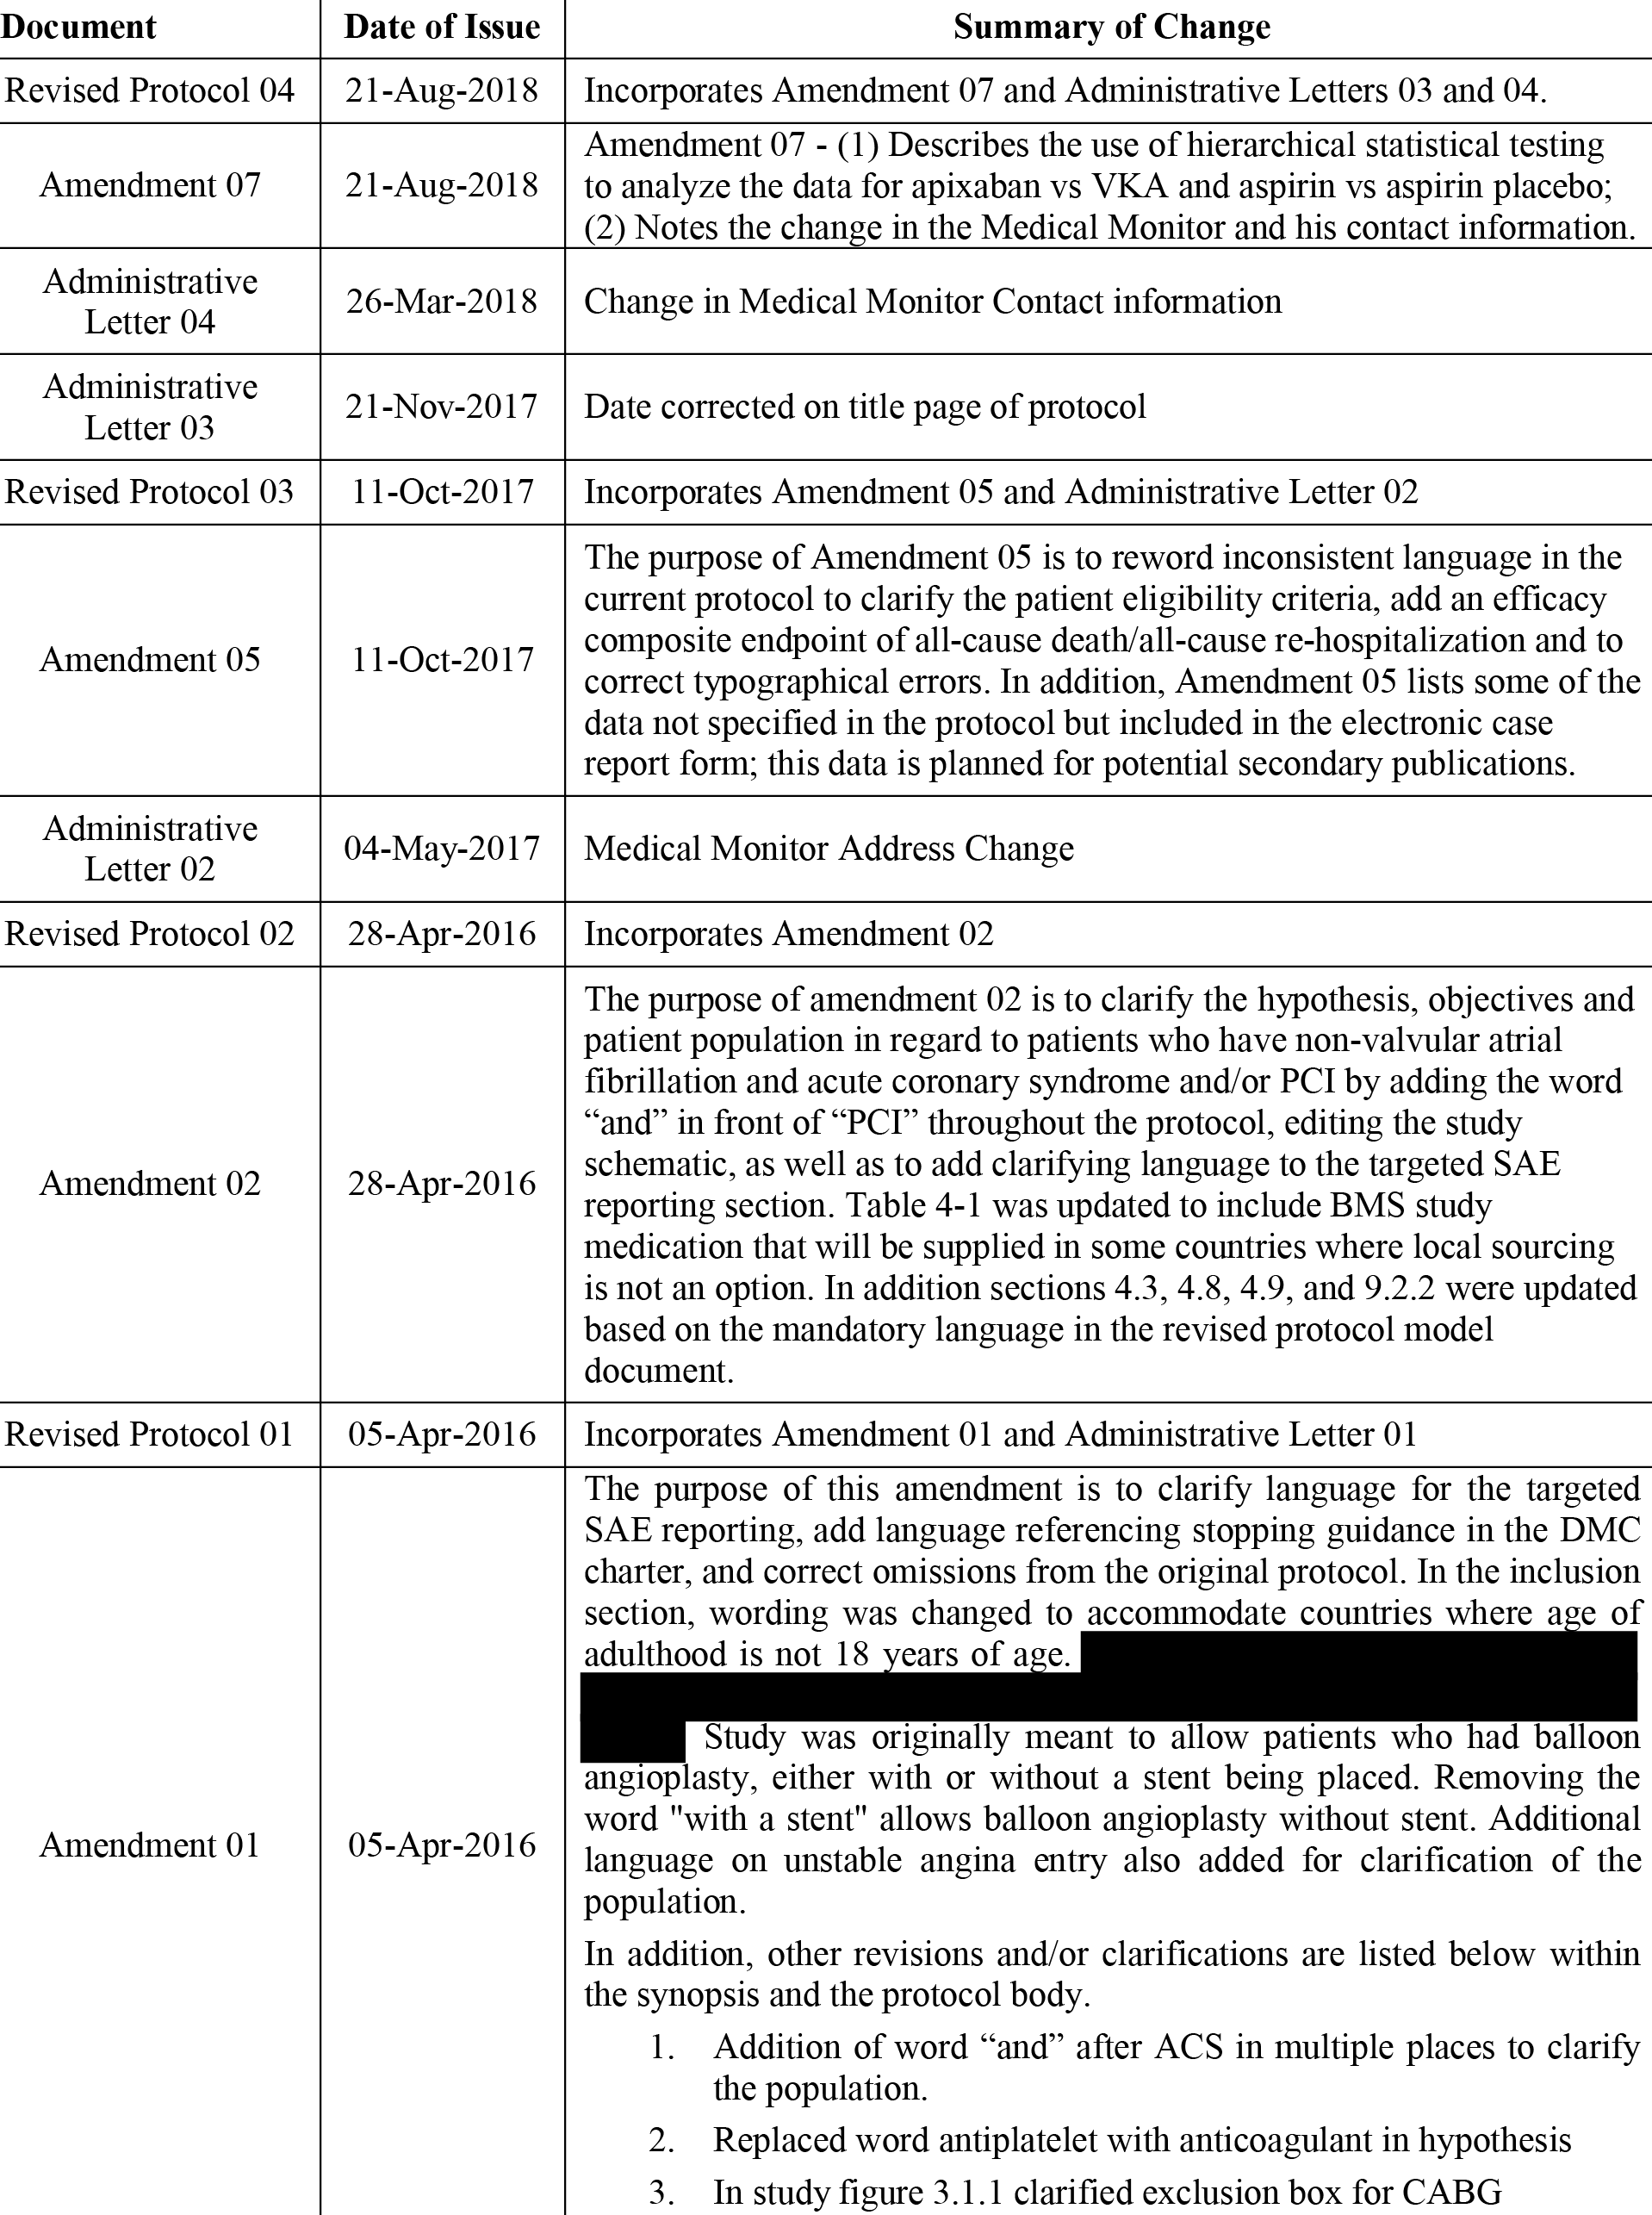 Document Date of Issue Summary of Change
Revised Protocol 04 21-Aug-2018 Incorporates Amendment 07 and Administrative Letters 03 and 04.
Amendment 07 21-Aug-2018 Amendment 07 - (1) Describes the use of hierarchical statistical testing
to analyze the data for apixaban vs VKA and aspirin vs aspirin placebo;
(2) Notes the change in the Medical Monitor and his contact information.
Administrative
Letter 04
26-Mar-2018 Change in Medical Monitor Contact information
Administrative
Letter 03
21-Nov-2017 Date corrected on title page of protocol
Revised Protocol 03 11-Oct-2017 Incorporates Amendment 05 and Administrative Letter 02
Amendment 05 11-Oct-2017 The purpose of Amendment 05 is to reword inconsistent language in the
current protocol to clarify the patient eligibility criteria, add an efficacy
composite endpoint of all-cause death/all-cause re-hospitalization and to
correct typographical errors. In addition, Amendment 05 lists some of the
data not specified in the protocol but included in the electronic case
report form; this data is planned for potential secondary publications.
Administrative
Letter 02
04-May-2017 Medical Monitor Address Change
Revised Protocol 02 28-Apr-2016 Incorporates Amendment 02
Amendment 02 28-Apr-2016 The purpose of amendment 02 is to clarify the hypothesis, objectives and
patient population in regard to patients who have non-valvular atrial
fibrillation and acute coronary syndrome and/or PCI by adding the word
“and” in front of “PCI” throughout the protocol, editing the study
schematic, as well as to add clarifying language to the targeted SAE
reporting section. Table 4-1 was updated to include BMS study
medication that will be supplied in some countries where local sourcing
is not an option. In addition sections 4.3, 4.8, 4.9, and 9.2.2 were updated
based on the mandatory language in the revised protocol model
document.
Revised Protocol 01 05-Apr-2016 Incorporates Amendment 01 and Administrative Letter 01
Amendment 01 05-Apr-2016 The purpose of this amendment is to clarify language for the targeted
SAE reporting, add language referencing stopping guidance in the DMC
charter, and correct omissions from the original protocol. In the inclusion
section, wording was changed to accommodate countries where age of
adulthood is not 18 years of age.
Study was originally meant to allow patients who had balloon
angioplasty, either with or without a stent being placed. Removing the
word "with a stent" allows balloon angioplasty without stent. Additional
language on unstable angina entry also added for clarification of the
population.
In addition, other revisions and/or clarifications are listed below within
the synopsis and the protocol body.
1. Addition of word “and” after ACS in multiple places to clarify
the population.
2. Replaced word antiplatelet with anticoagulant in hypothesis
3. In study figure 3.1.1 clarified exclusion box for CABG